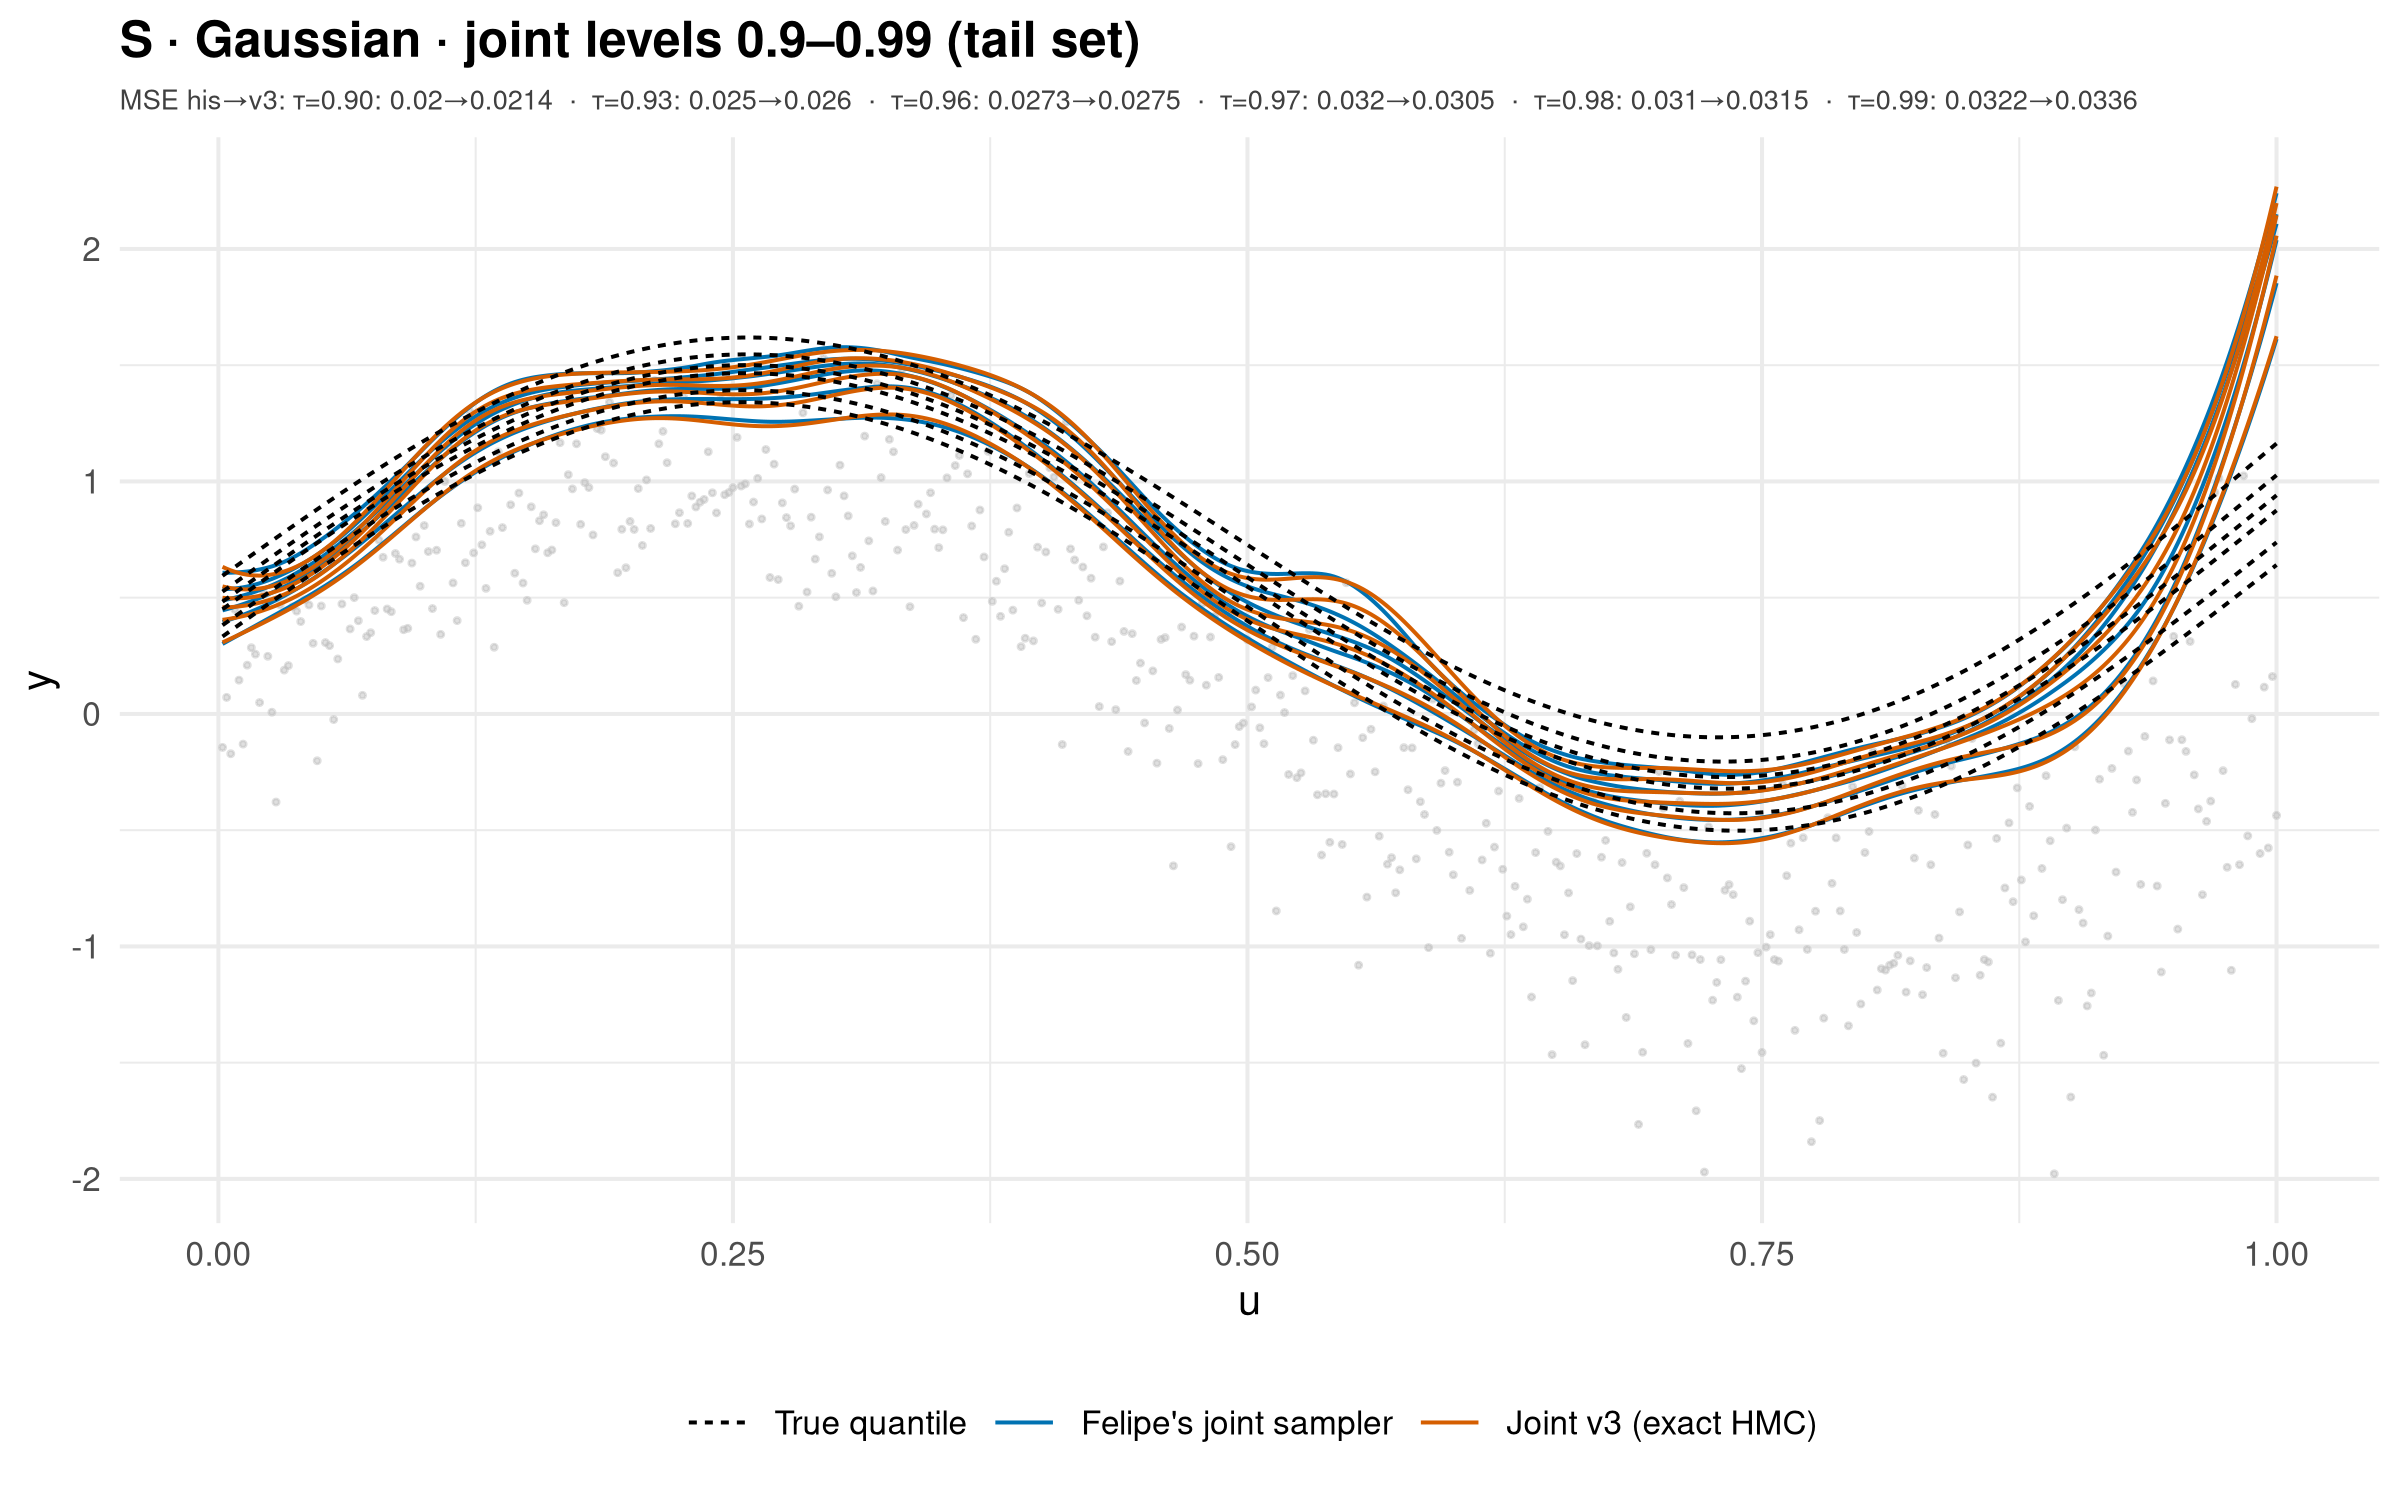 S · Gaussian · joint levels 0.9–0.99 (tail set)
MSE his→v3: τ=0.90: 0.02→0.0214 · τ=0.93: 0.025→0.026 · τ=0.96: 0.0273→0.0275 · τ=0.97: 0.032→0.0305 · τ=0.98: 0.031→0.0315 · τ=0.99: 0.0322→0.0336
2
1
0
-1
-2
y
0.00 0.25 0.50 0.75 1.00
u
True quantile Felipe's joint sampler Joint v3 (exact HMC)